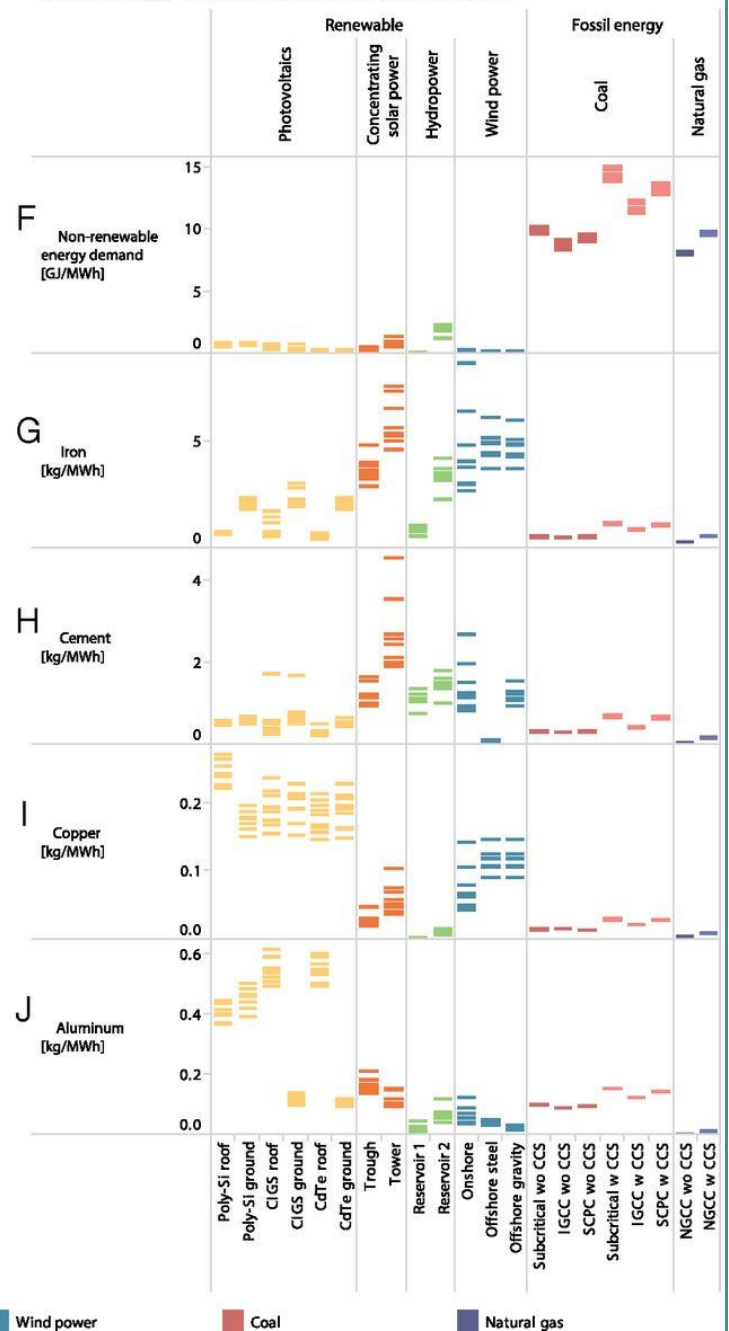 Renewable
Fossil energy
Photovoltaics
Concentrating
solar power
Hydropower
Wind power
Coal
Natural gas
F
Non-renewable
energy demand
[GJ/MWh]
15
10
5
0
G
Iron
[kg/MWh]
5
0
H
Cement
[kg/MWh]
4
2
0
I
Copper
[kg/MWh]
0.2
0.1
0.0
J
Aluminum
[kg/MWh]
0.6
0.4
0.2
0.0
Poly-Si roof
Poly-Si ground
CIGS roof
CIGS ground
CdTe roof
CdTe ground
Trough
Tower
Reservoir 1
Reservoir 2
Onshore
Offshore steel
Offshore gravity
Subcritical wo CCS
IGCC wo CCS
SCPC wo CCS
Subcritical w CCS
IGCC w CCS
SCPC w CCS
NGCC wo CCS
NGCC w CCS
Wind power
Coal
Natural gas